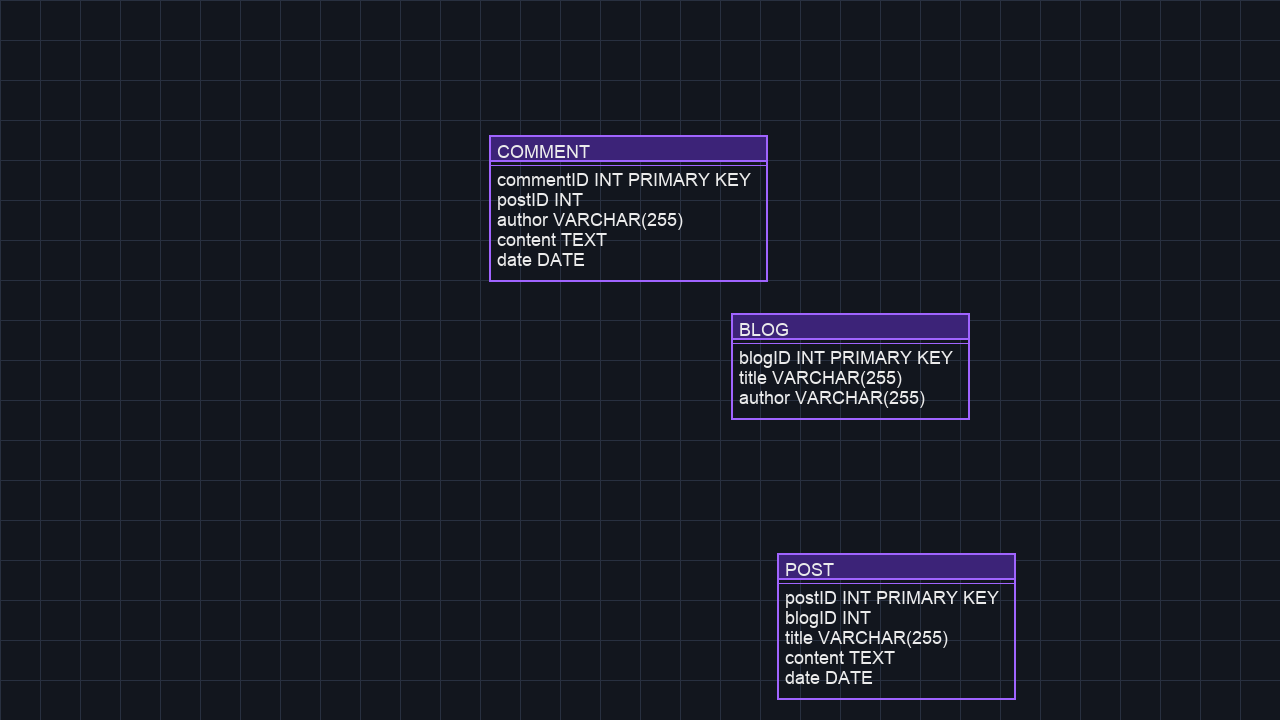 COMMENT
commentID INT PRIMARY KEY
postID INT
author VARCHAR(255)
content TEXT
date DATE
BLOG
blogID INT PRIMARY KEY
title VARCHAR(255)
author VARCHAR(255)
POST
postID INT PRIMARY KEY
blogID INT
title VARCHAR(255)
content TEXT
date DATE